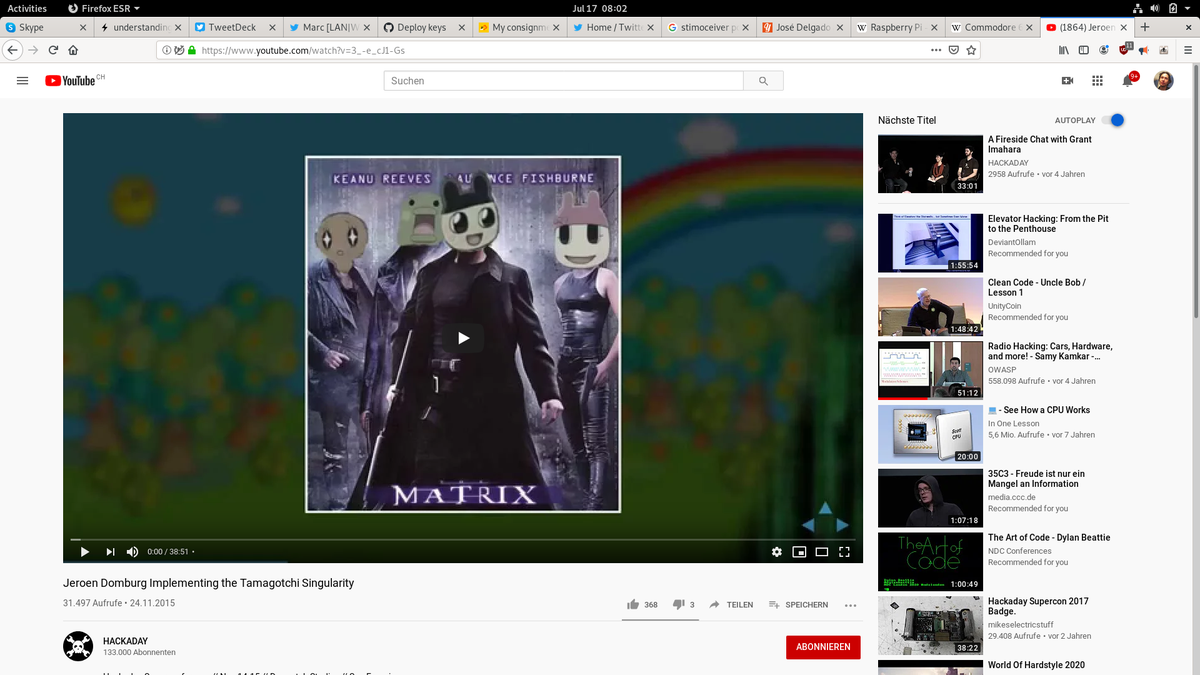 Activities
Firefox ESR
Jul 17 08:02
Skype
understanding
TweetDeck
Marc [LAN|W
Deploy keys
My consignm
Home / Twitte
stimoceiver p
José Delgado
Raspberry Pi
Commodore 6
(1864) Jeroen
https://www.youtube.com/watch?v=3_-e_cJ1-Gs
11
YouTube CH
Suchen
9+
KEANU REEVES LAURENCE FISHBURNE
MATRIX
0:00 / 38:51
Jeroen Domburg Implementing the Tamagotchi Singularity
31.497 Aufrufe • 24.11.2015
368
3
TEILEN
SPEICHERN
HACKADAY
133.000 Abonnenten
ABONNIEREN
Nächste Titel
AUTOPLAY
33:01
A Fireside Chat with Grant
Imahara
HACKADAY
2958 Aufrufe • vor 4 Jahren
1:55:54
Elevator Hacking: From the Pit
to the Penthouse
DeviantOllam
Recommended for you
1:48:42
Clean Code - Uncle Bob /
Lesson 1
UnityCoin
Recommended for you
51:12
Radio Hacking: Cars, Hardware,
and more! - Samy Kamkar -...
OWASP
558.098 Aufrufe • vor 4 Jahren
Scott
CPU
20:00
- See How a CPU Works
In One Lesson
5,6 Mio. Aufrufe • vor 7 Jahren
1:07:18
35C3 - Freude ist nur ein
Mangel an Information
media.ccc.de
Recommended for you
The Art of
Code
1:00:49
The Art of Code - Dylan Beattie
NDC Conferences
Recommended for you
38:22
Hackaday Supercon 2017
Badge.
mikeselectricstuff
29.408 Aufrufe • vor 2 Jahren
World Of Hardstyle 2020